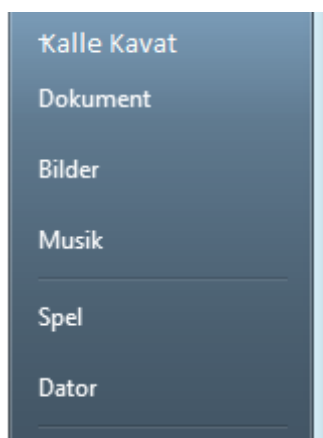 Kalle Kavat
Dokument
Bilder
Musik
Spel
Dator